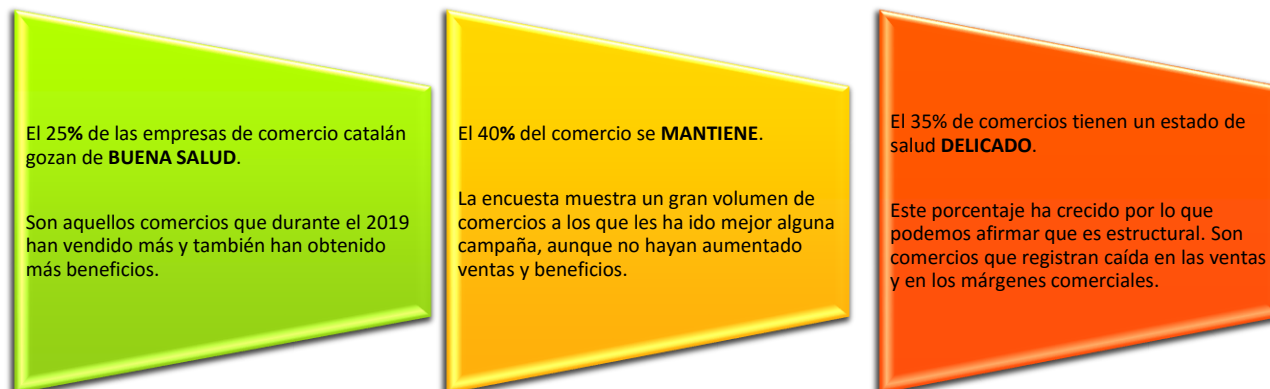 El 25% de las empresas de comercio catalán
gozan de BUENA SALUD.
Son aquellos comercios que durante el 2019
han vendido más y también han obtenido
más beneficios.
El 40% del comercio se MANTIENE.
La encuesta muestra un gran volumen de
comercios a los que les ha ido mejor alguna
campaña, aunque no hayan aumentado
ventas y beneficios.
El 35% de comercios tienen un estado de
salud DELICADO.
Este porcentaje ha crecido por lo que
podemos afirmar que es estructural. Son
comercios que registran caída en las ventas
y en los márgenes comerciales.